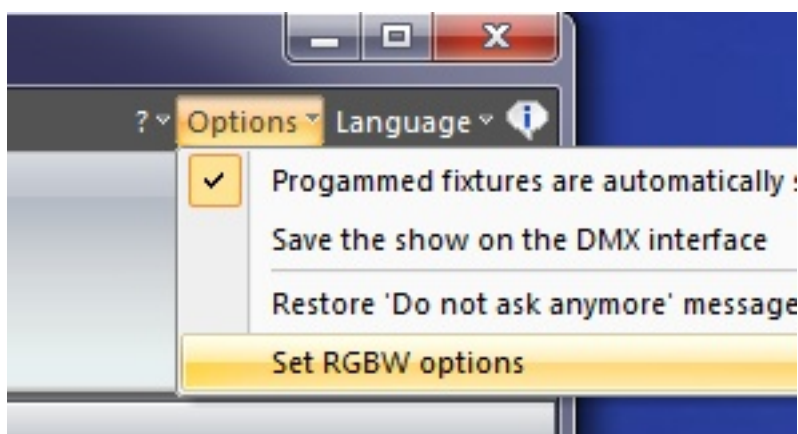 ? Options Language
Progammed fixtures are automatically
Save the show on the DMX interface
Restore 'Do not ask anymore' message
Set RGBW options